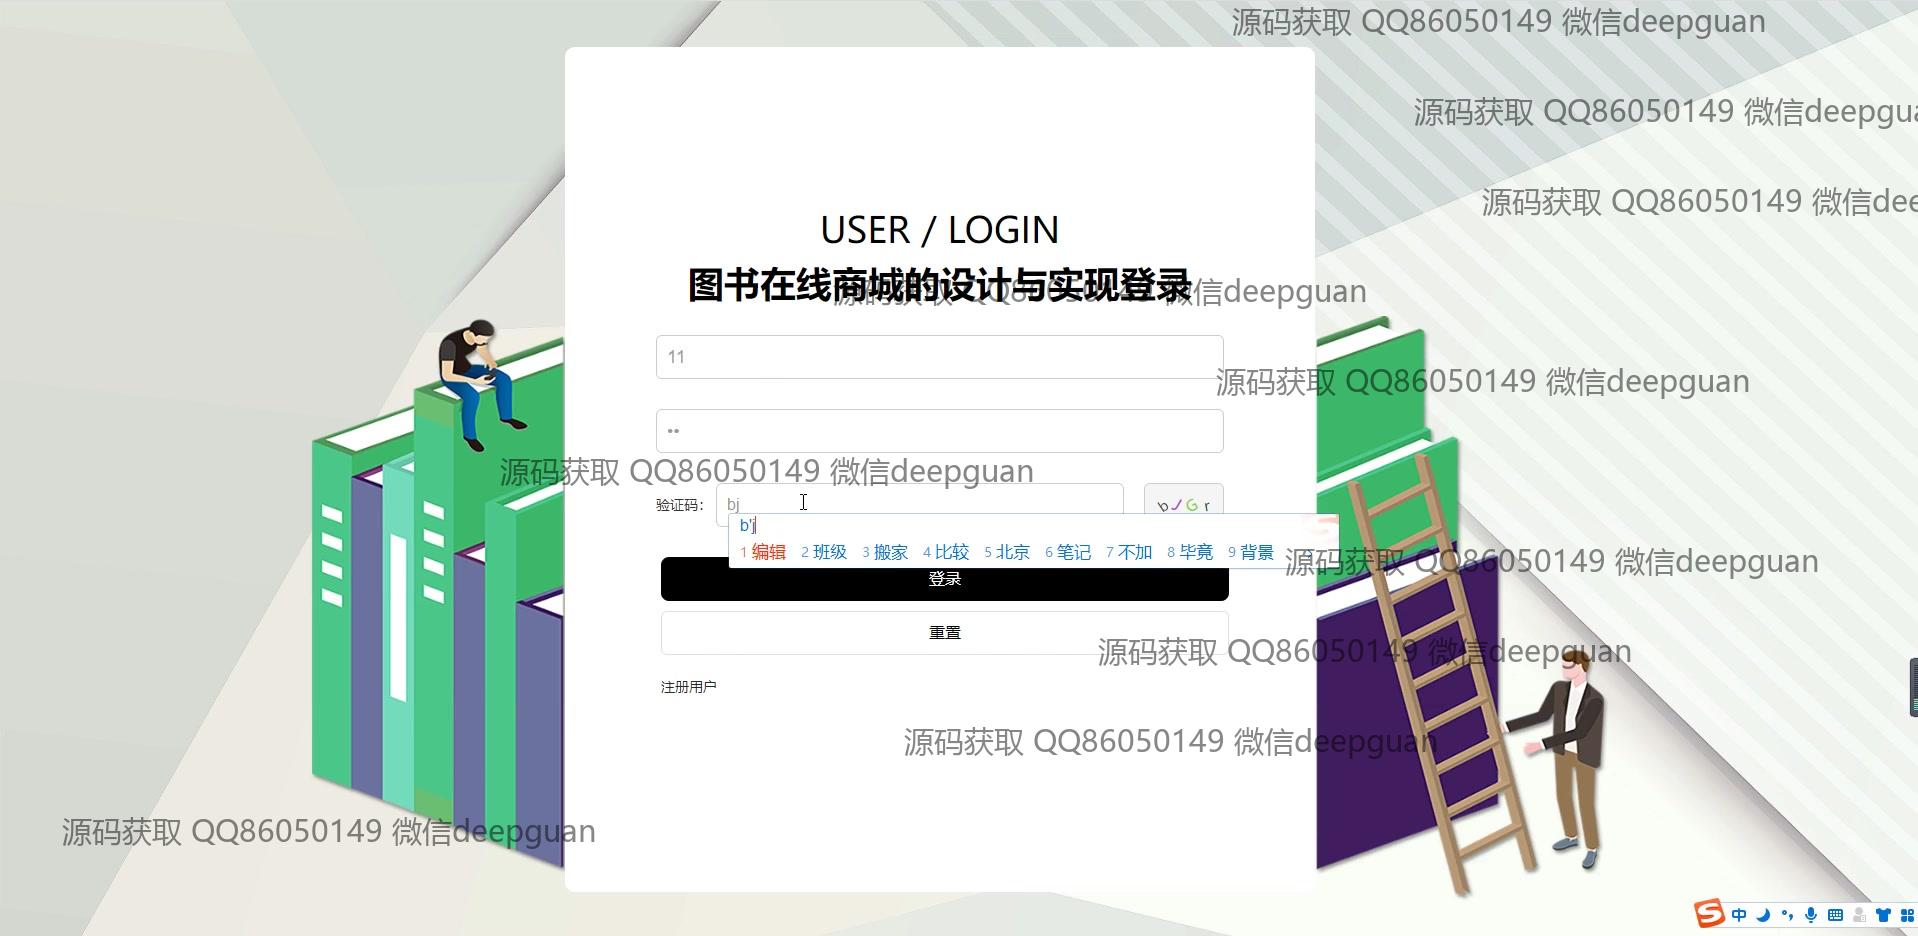 源码获取 QQ86050149 微信deepguan
源码获取 QQ86050149 微信deepgua
源码获取 QQ86050149 微信dee
USER / LOGIN
图书在线商城的设计与实现登录
源码获取 QQ86050149 微信deepguan
11
源码获取 QQ86050149 微信deepguan
源码获取 QQ86050149 微信deepguan
验证码：
bj
bJGr
b'j
1 编辑 2 班级 3 搬家 4 比较 5 北京 6 笔记 7 不加 8 毕竟 9 背景
源码获取 QQ86050149 微信deepguan
登录
重置
源码获取 QQ86050149 微信deepguan
注册用户
源码获取 QQ86050149 微信deepguan
源码获取 QQ86050149 微信deepguan
中